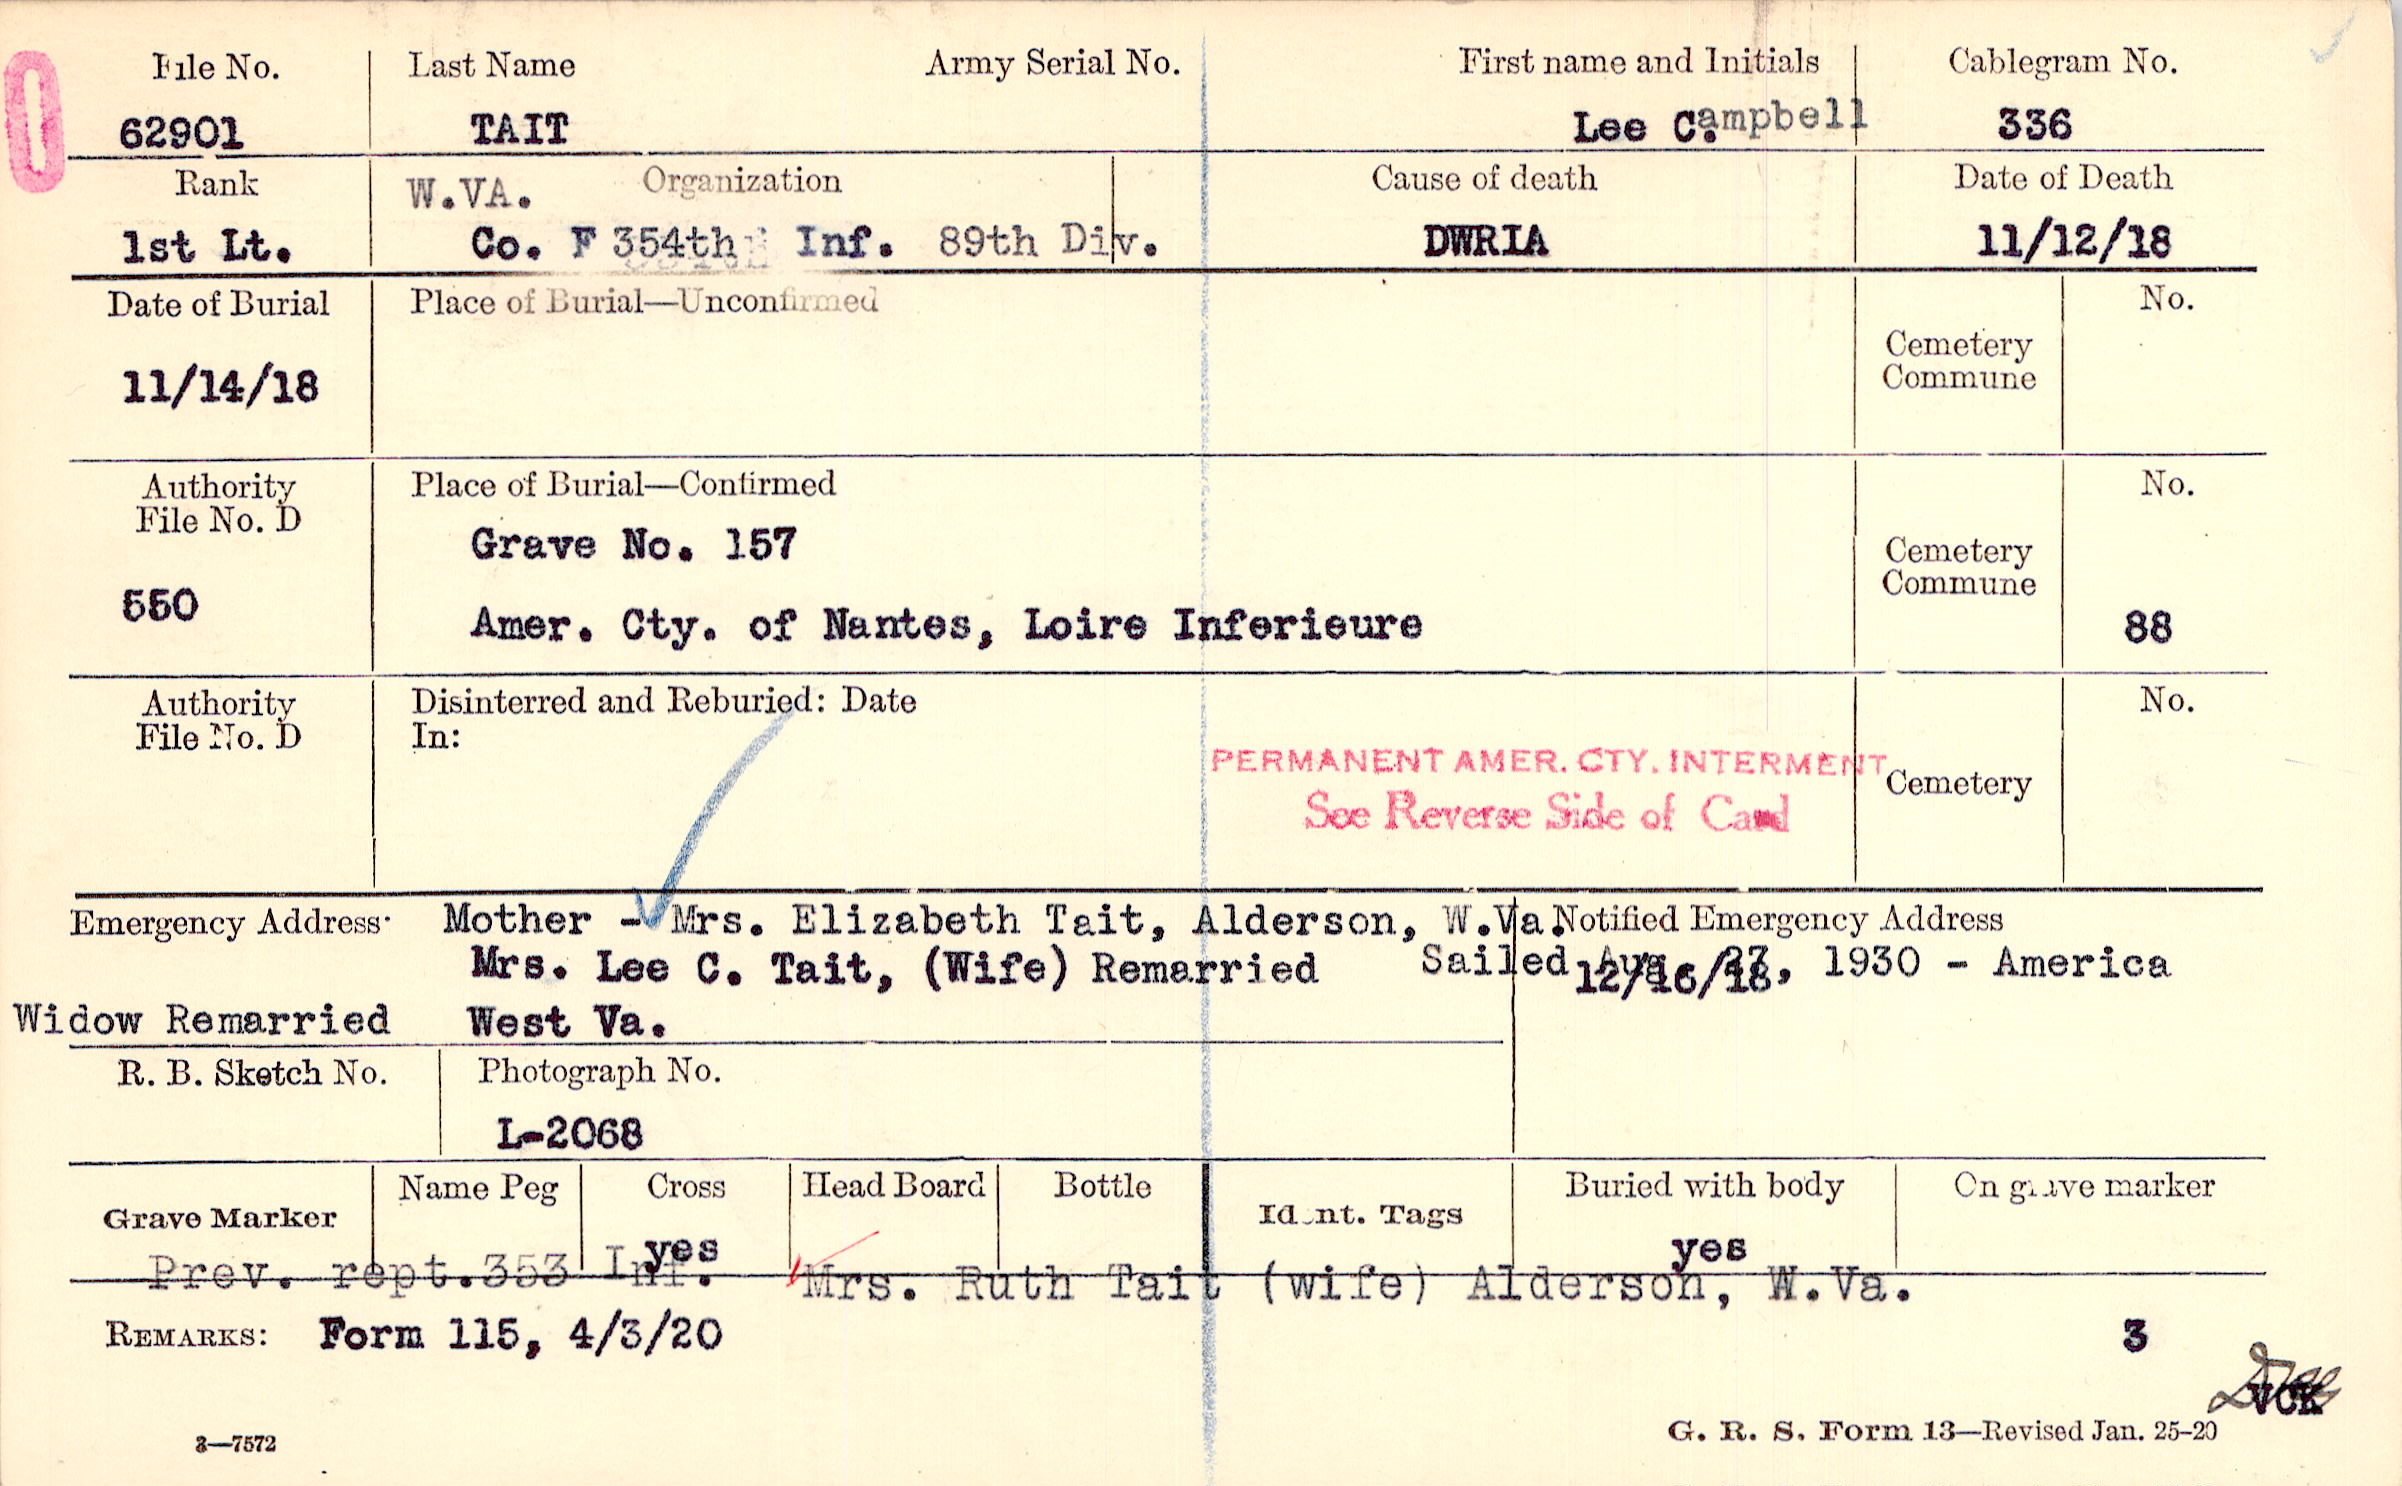 File No. Last Name Army Serial No. First name and Initials Cablegram No.
62901 TAIT Lee C. ampbell 336
Rank W.VA. Organization Cause of death Date of Death
1st Lt. Co. F 354th Inf. 89th Div. DWRIA 11/12/18
Date of Burial Place of Burial—Unconfirmed No.
Cemetery
Commune
11/14/18
Authority Place of Burial—Confirmed No.
File No. D
Grave No. 157 Cemetery
Commune
550 Amer. Cty. of Nantes, Loire Inferieure 88
Authority Disinterred and Reburied: Date No.
File No. D In:
PERMANENT AMER. CTY. INTERMENT
Cemetery
See Reverse Side of Card
Emergency Address Mother - Mrs. Elizabeth Tait, Alderson, W.Va. Notified Emergency Address
Mrs. Lee C. Tait, (Wife) Remarried Sailed Aug. 1930 - America
12/16/18
Widow Remarried West Va.
R. B. Sketch No. Photograph No.
L-2068
Grave Marker Name Peg Cross Head Board Bottle Ident. Tags Buried with body On grave marker
yes yes
Prev. rept. 353 Inf. Mrs. Ruth Tait (wife) Alderson, W.Va.
REMARKS: Form 115, 4/3/20 3
VCK
3—7572 G. R. S. Form 13—Revised Jan. 25-20